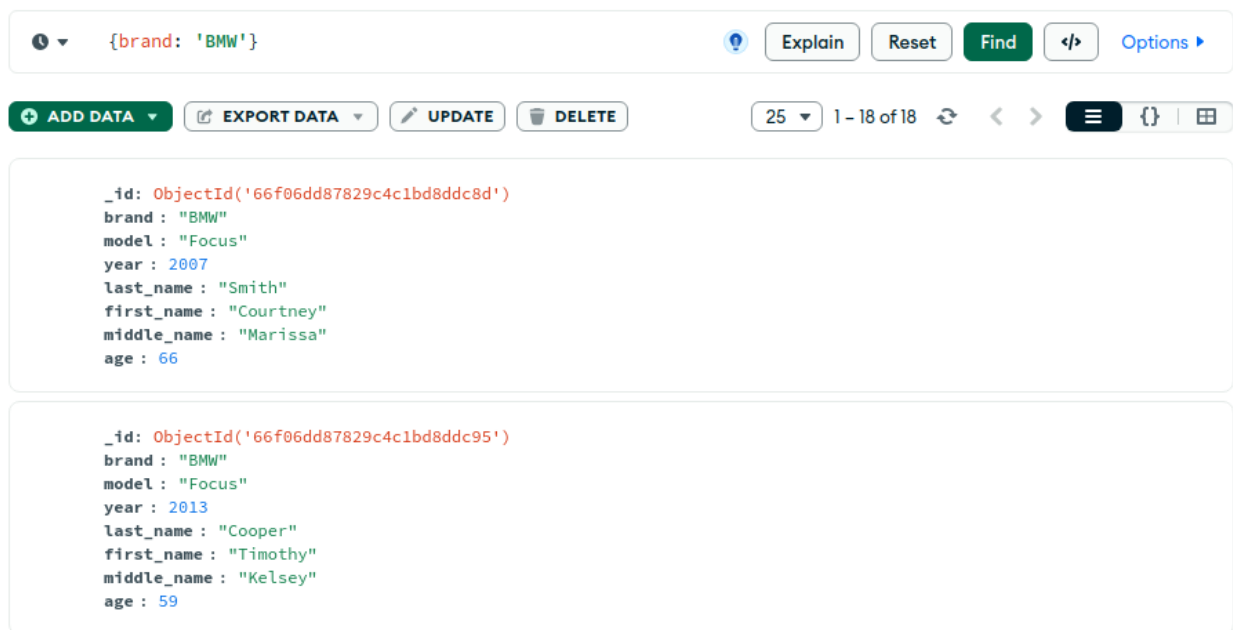 {brand: 'BMW'} Explain Reset Find </> Options
ADD DATA EXPORT DATA UPDATE DELETE 25 1 – 18 of 18 {}
_id: ObjectId('66f06dd87829c4c1bd8ddc8d')
brand : "BMW"
model : "Focus"
year : 2007
last_name : "Smith"
first_name : "Courtney"
middle_name : "Marissa"
age : 66
_id: ObjectId('66f06dd87829c4c1bd8ddc95')
brand : "BMW"
model : "Focus"
year : 2013
last_name : "Cooper"
first_name : "Timothy"
middle_name : "Kelsey"
age : 59